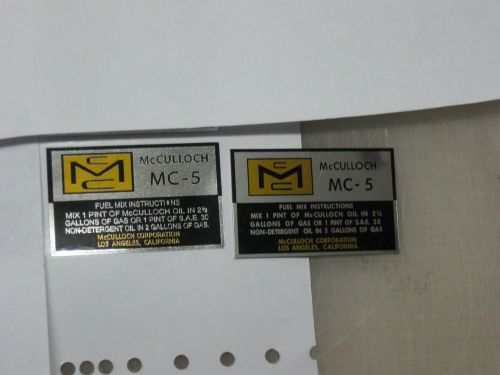 McCULLOCH
MC-5
FUEL MIX INSTRUCTIONS
MIX 1 PINT OF McCULLOCH OIL IN 2½
GALLONS OF GAS OR 1 PINT OF S.A.E. 30
NON-DETERGENT OIL IN 2 GALLONS OF GAS.
McCULLOCH CORPORATION
LOS ANGELES, CALIFORNIA
McCULLOCH
MC-5
FUEL MIX INSTRUCTIONS
MIX 1 PINT OF McCULLOCH OIL IN 2½
GALLONS OF GAS OR 1 PINT OF S.A.E. 30
NON-DETERGENT OIL IN 2 GALLONS OF GAS
McCULLOCH CORPORATION
LOS ANGELES, CALIFORNIA